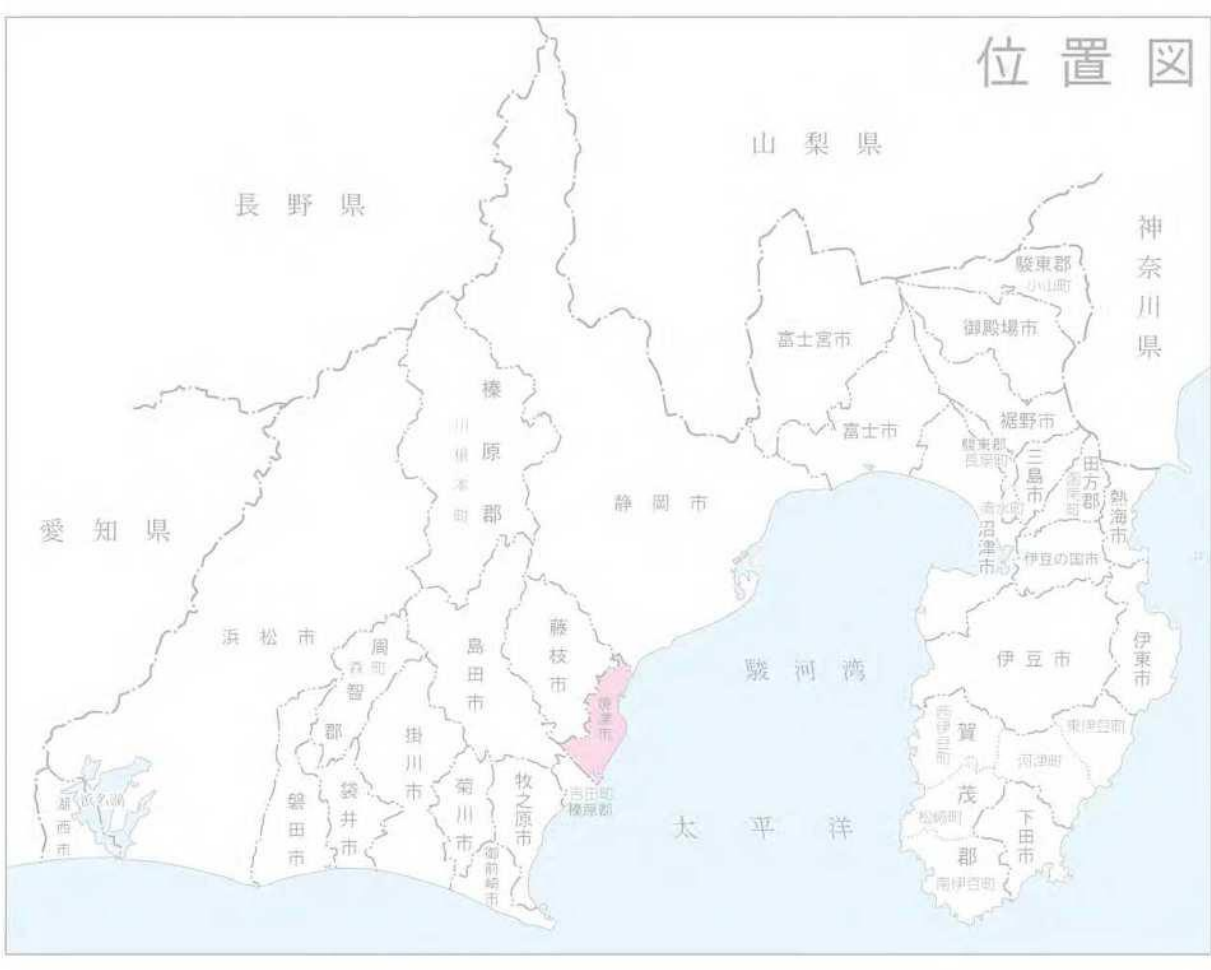 位置図
山梨県
長野県
神奈川県
駿東郡
小山町
御殿場市
富士宮市
裾野市
富士市
駿東郡
長泉町
三島市
田方郡
函南町
熱海市
清水町
沼津市
伊豆の国市
榛原郡
川根本町
静岡市
愛知県
浜松市
周智郡
森町
島田市
藤枝市
焼津市
駿河湾
伊豆市
伊東市
西伊豆町
賀茂郡
東伊豆町
河津町
松崎町
下田市
南伊豆町
掛川市
菊川市
牧之原市
吉田町
榛原郡
御前崎市
袋井市
磐田市
浜名湖
湖西市
太平洋